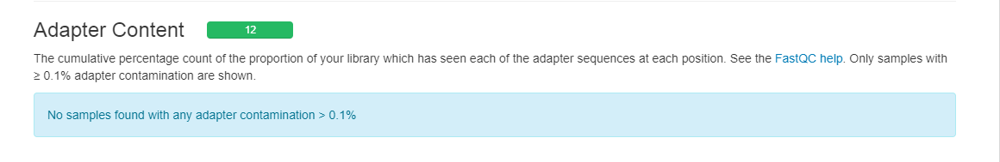 Adapter Content 12
The cumulative percentage count of the proportion of your library which has seen each of the adapter sequences at each position. See the FastQC help. Only samples with
≥ 0.1% adapter contamination are shown.
No samples found with any adapter contamination > 0.1%